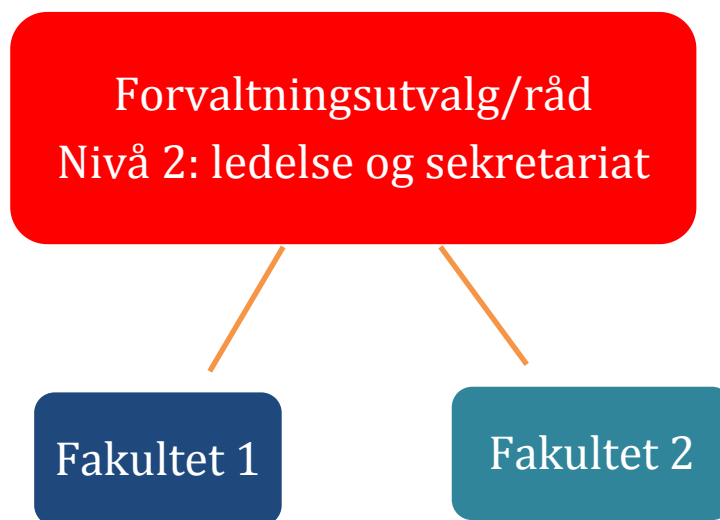 Forvaltningsutvalg/råd
Nivå 2: ledelse og sekretariat
Fakultet 1
Fakultet 2